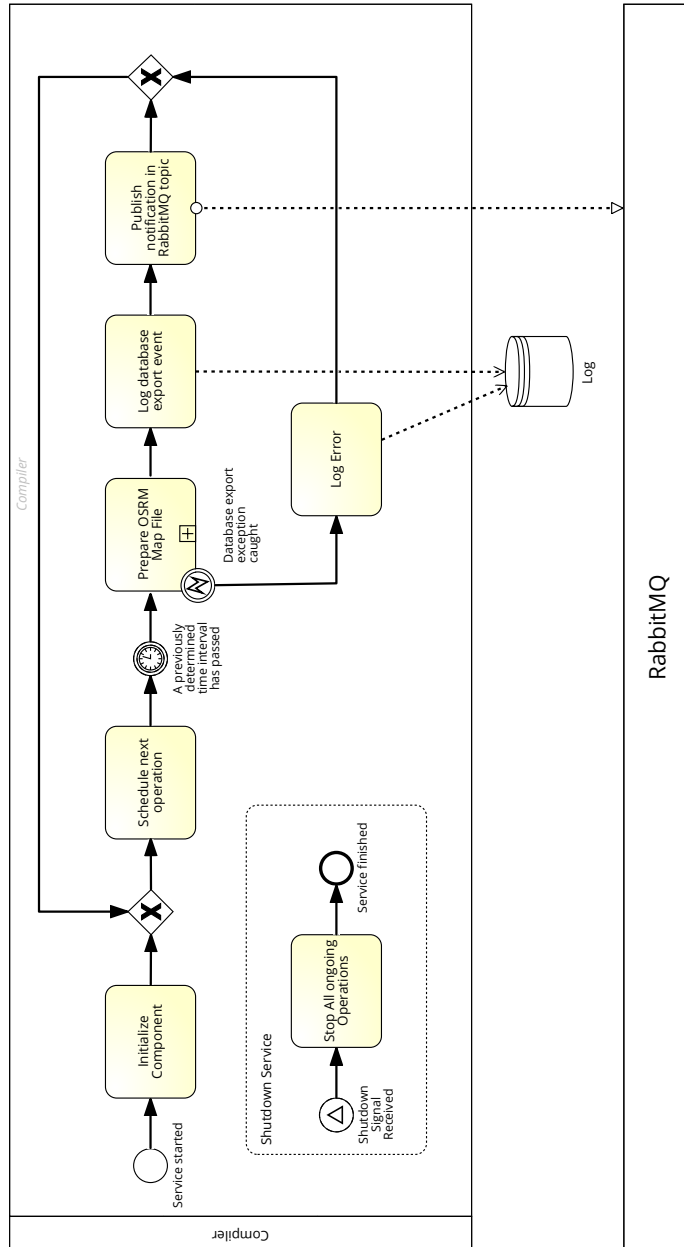 Compiler
Compiler
Service started
Initialize
Component
Schedule next
operation
A previously
determined
time interval
has passed
Prepare OSRM
Map File
Database export
exception
caught
Log database
export event
Publish
notification in
RabbitMQ topic
Log Error
Shutdown Service
Shutdown
Signal
Received
Stop All ongoing
Operations
Service finished
Log
RabbitMQ